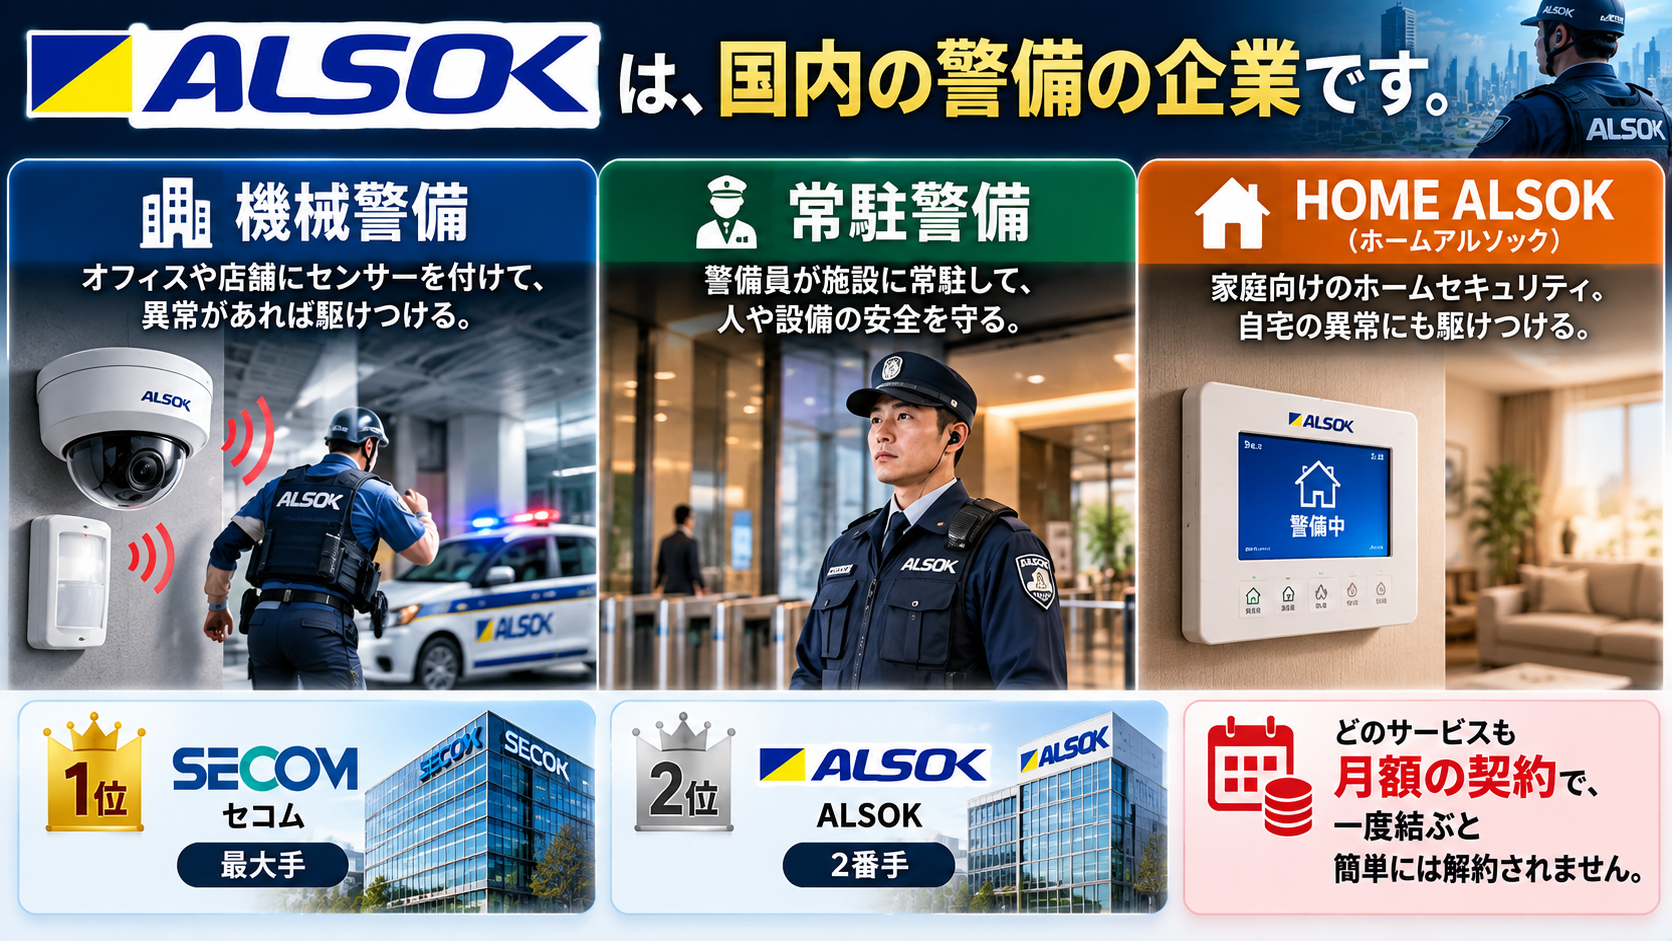 ALSOKは、国内の警備の企業です。
ALSOK
ALSOK
機械警備
オフィスや店舗にセンサーを付けて、
異常があれば駆けつける。
ALSOK
ALSOK
ALSOK
常駐警備
警備員が施設に常駐して、
人や設備の安全を守る。
ALSOK
HOME ALSOK
(ホームアルソック)
家庭向けのホームセキュリティ。
自宅の異常にも駆けつける。
ALSOK
警備中
1位
SECOM
セコム
最大手
SECOK
2位
ALSOK
ALSOK
2番手
ALSOK
どのサービスも
月額の契約で、
一度結ぶと
簡単には解約されません。